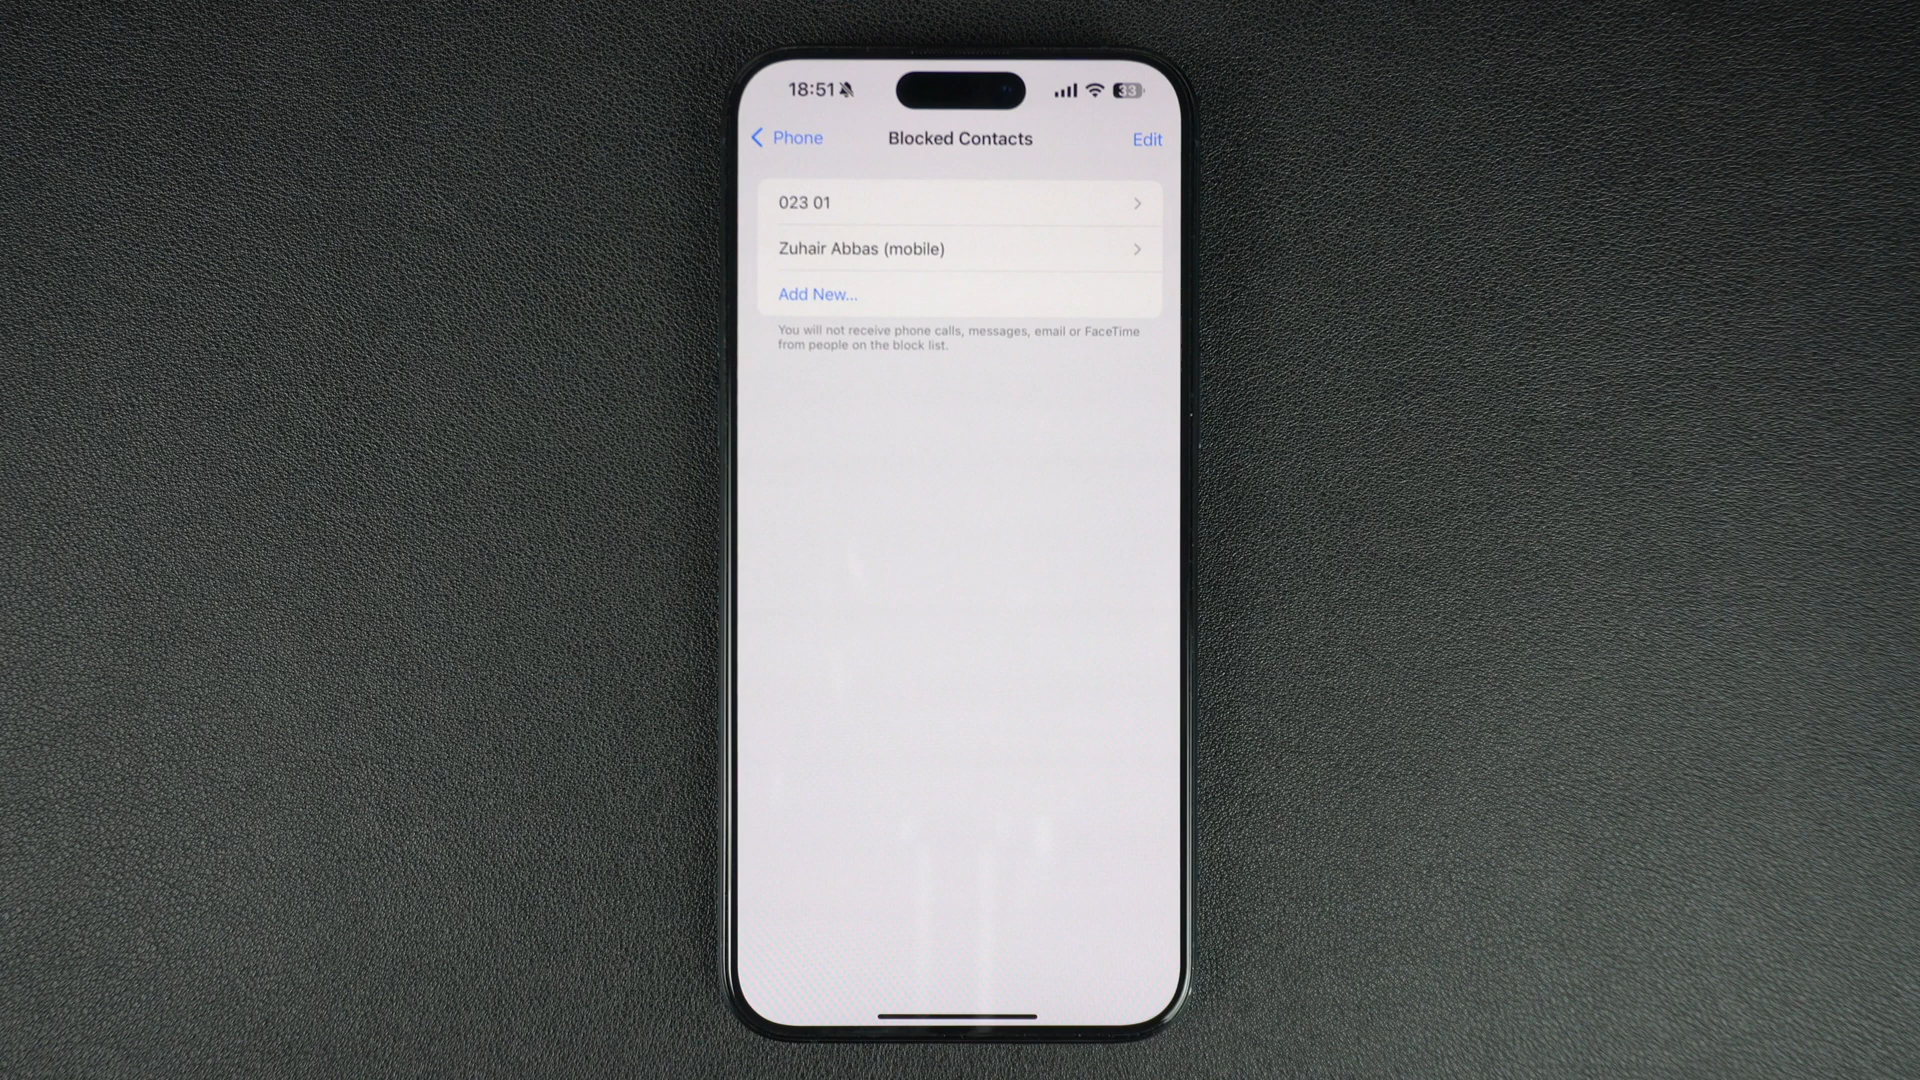 18:51 33
Phone Blocked Contacts Edit
023 01
Zuhair Abbas (mobile)
Add New...
You will not receive phone calls, messages, email or FaceTime
from people on the block list.